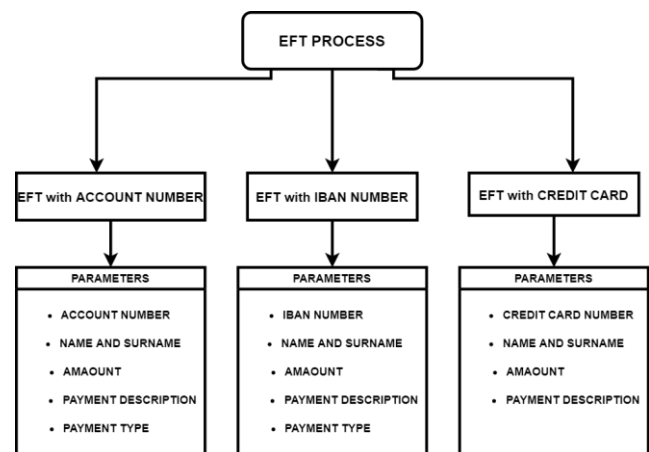 EFT PROCESS
EFT with ACCOUNT NUMBER
EFT with IBAN NUMBER
EFT with CREDIT CARD
PARAMETERS
• ACCOUNT NUMBER
• NAME AND SURNAME
• AMAOUNT
• PAYMENT DESCRIPTION
• PAYMENT TYPE
PARAMETERS
• IBAN NUMBER
• NAME AND SURNAME
• AMAOUNT
• PAYMENT DESCRIPTION
• PAYMENT TYPE
PARAMETERS
• CREDIT CARD NUMBER
• NAME AND SURNAME
• AMAOUNT
• PAYMENT DESCRIPTION